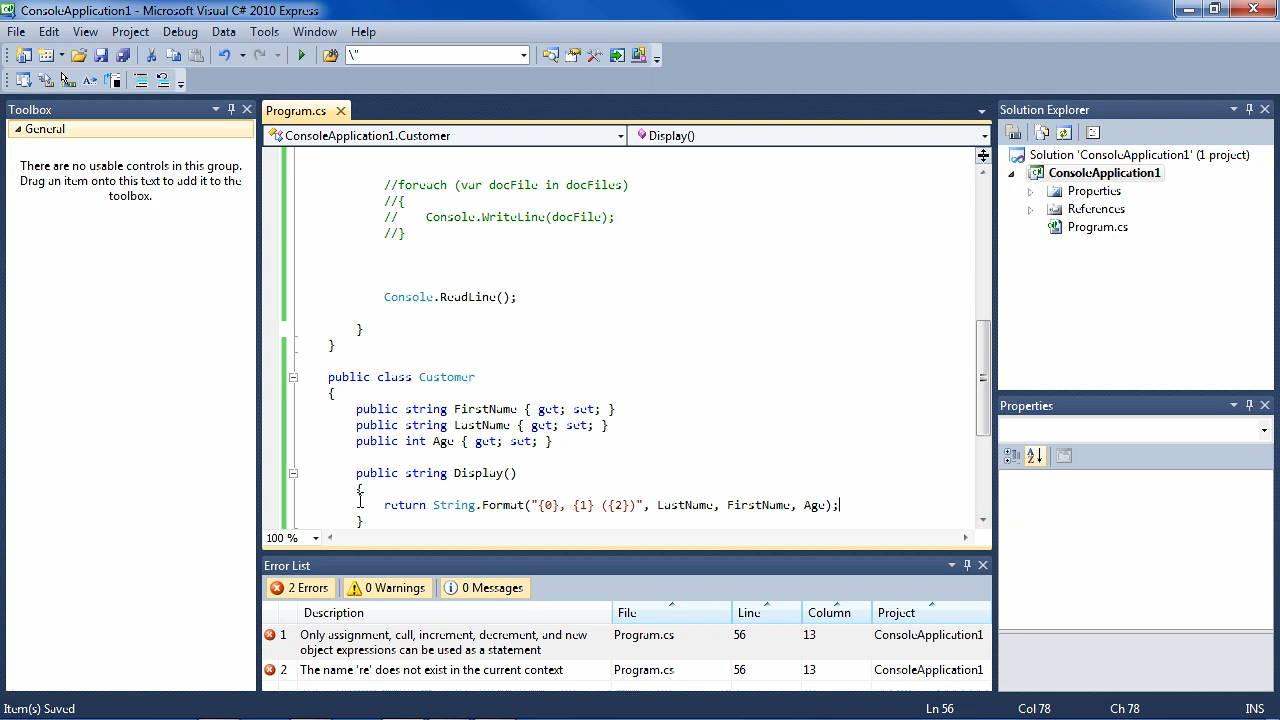 ConsoleApplication1 - Microsoft Visual C# 2010 Express
File Edit View Project Debug Data Tools Window Help
\"
Toolbox
General
There are no usable controls in this group.
Drag an item onto this text to add it to the
toolbox.
Program.cs
ConsoleApplication1.Customer
Display()
//foreach (var docFile in docFiles)
//{
// Console.WriteLine(docFile);
//}
Console.ReadLine();
}
}
public class Customer
{
public string FirstName { get; set; }
public string LastName { get; set; }
public int Age { get; set; }
public string Display()
{
return String.Format("{0}, {1} ({2})", LastName, FirstName, Age);
}
100 %
Error List
2 Errors 0 Warnings 0 Messages
Description File Line Column Project
1 Only assignment, call, increment, decrement, and new Program.cs 56 13 ConsoleApplication1
object expressions can be used as a statement
2 The name 're' does not exist in the current context Program.cs 56 13 ConsoleApplication1
Solution Explorer
Solution 'ConsoleApplication1' (1 project)
ConsoleApplication1
Properties
References
Program.cs
Properties
Item(s) Saved Ln 56 Col 78 Ch 78 INS